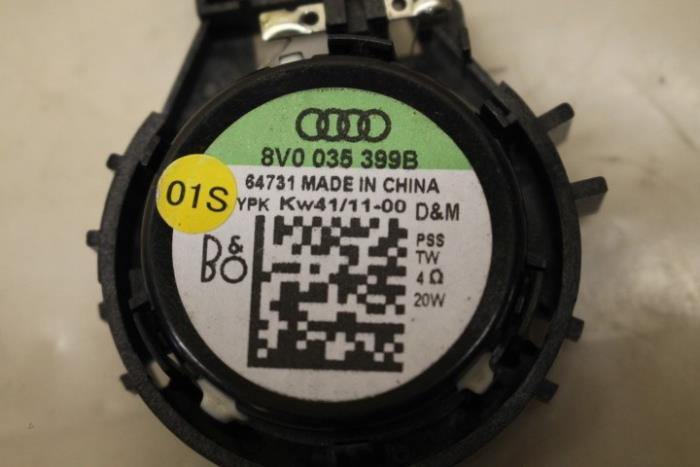 8V0 035 399B
64731 MADE IN CHINA
01S
YPK Kw41/11-00 D&M
B&O
PSS
TW
4 Ω
20W